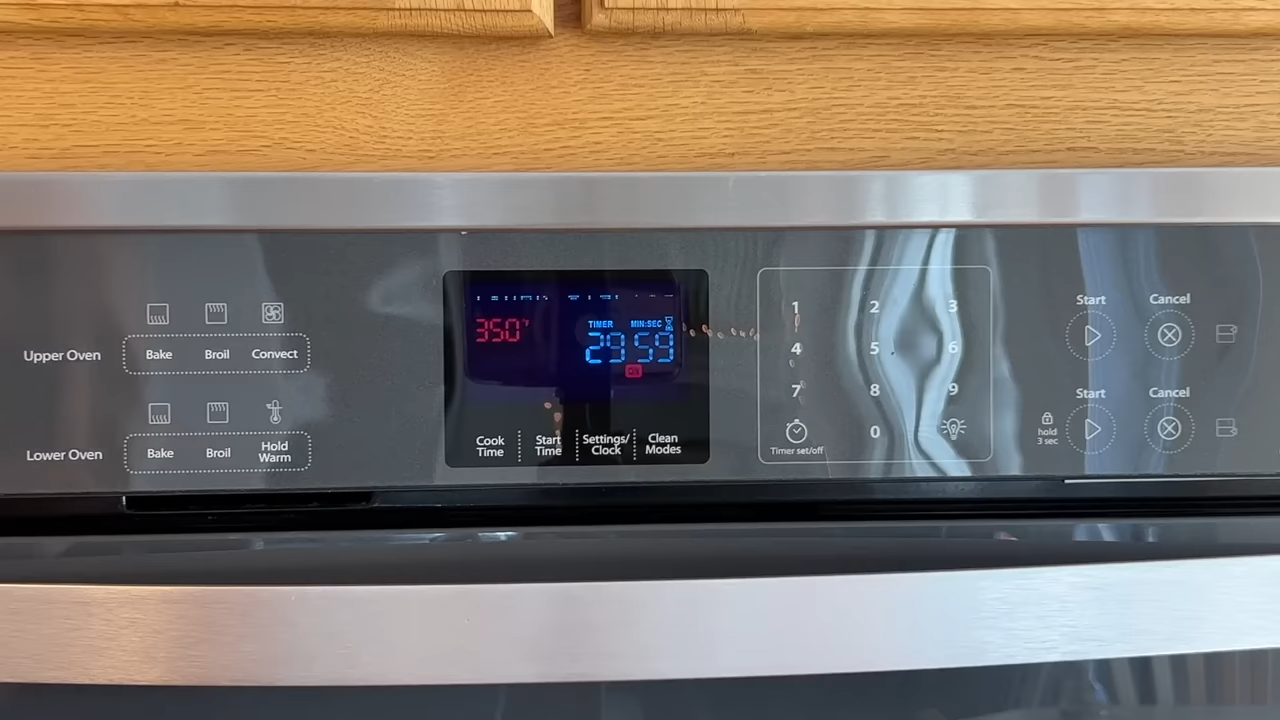 350°F
TIMER MIN:SEC
29 59
ON
Upper Oven
Bake Broil Convect
Lower Oven
Bake Broil Hold Warm
Cook Time
Start Time
Settings/ Clock
Clean Modes
1 2 3
4 5 6
7 8 9
0
Timer set/off
Start Cancel
hold 3 sec
Start Cancel